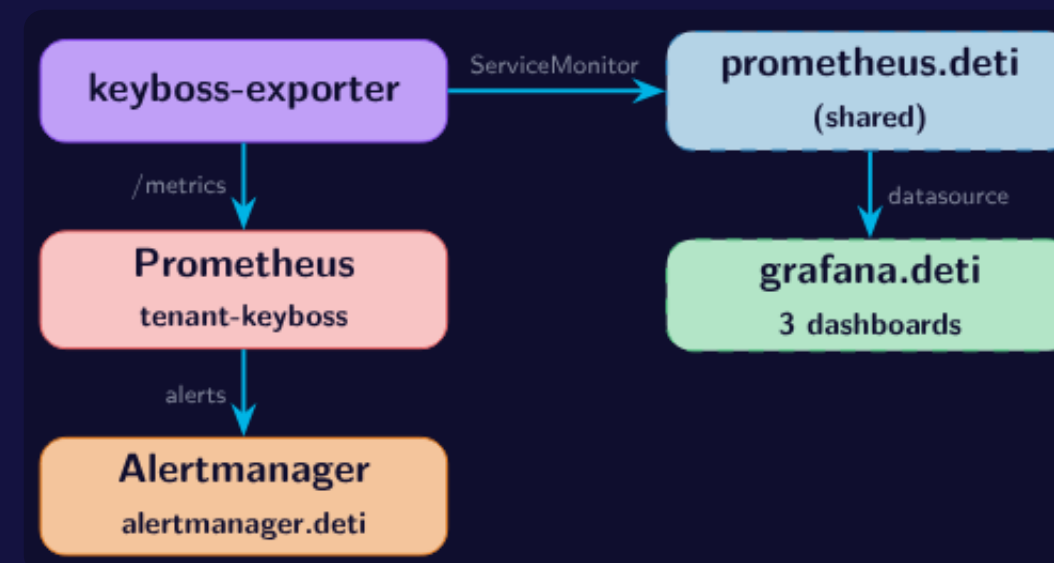 keyboss-exporter
ServiceMonitor
prometheus.deti
(shared)
/metrics
datasource
Prometheus
tenant-keyboss
grafana.deti
3 dashboards
alerts
Alertmanager
alertmanager.deti